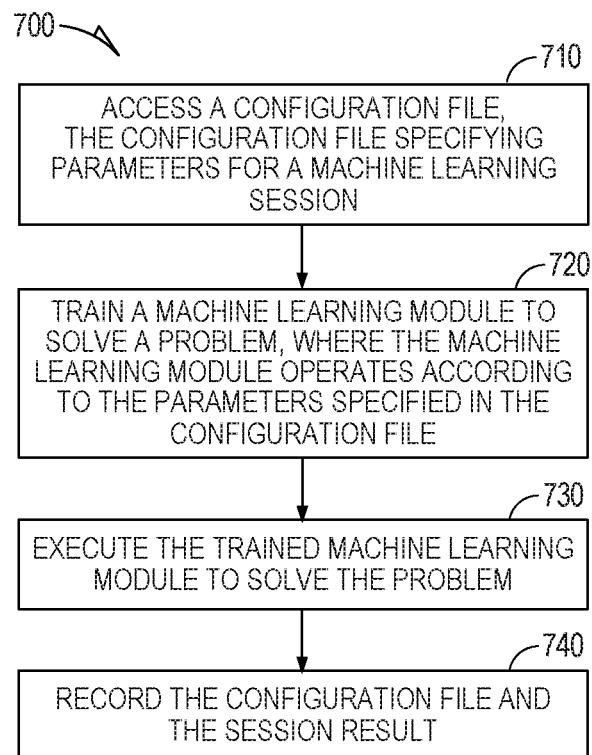 700
710
ACCESS A CONFIGURATION FILE,
THE CONFIGURATION FILE SPECIFYING
PARAMETERS FOR A MACHINE LEARNING
SESSION
720
TRAIN A MACHINE LEARNING MODULE TO
SOLVE A PROBLEM, WHERE THE MACHINE
LEARNING MODULE OPERATES ACCORDING
TO THE PARAMETERS SPECIFIED IN THE
CONFIGURATION FILE
730
EXECUTE THE TRAINED MACHINE LEARNING
MODULE TO SOLVE THE PROBLEM
740
RECORD THE CONFIGURATION FILE AND
THE SESSION RESULT